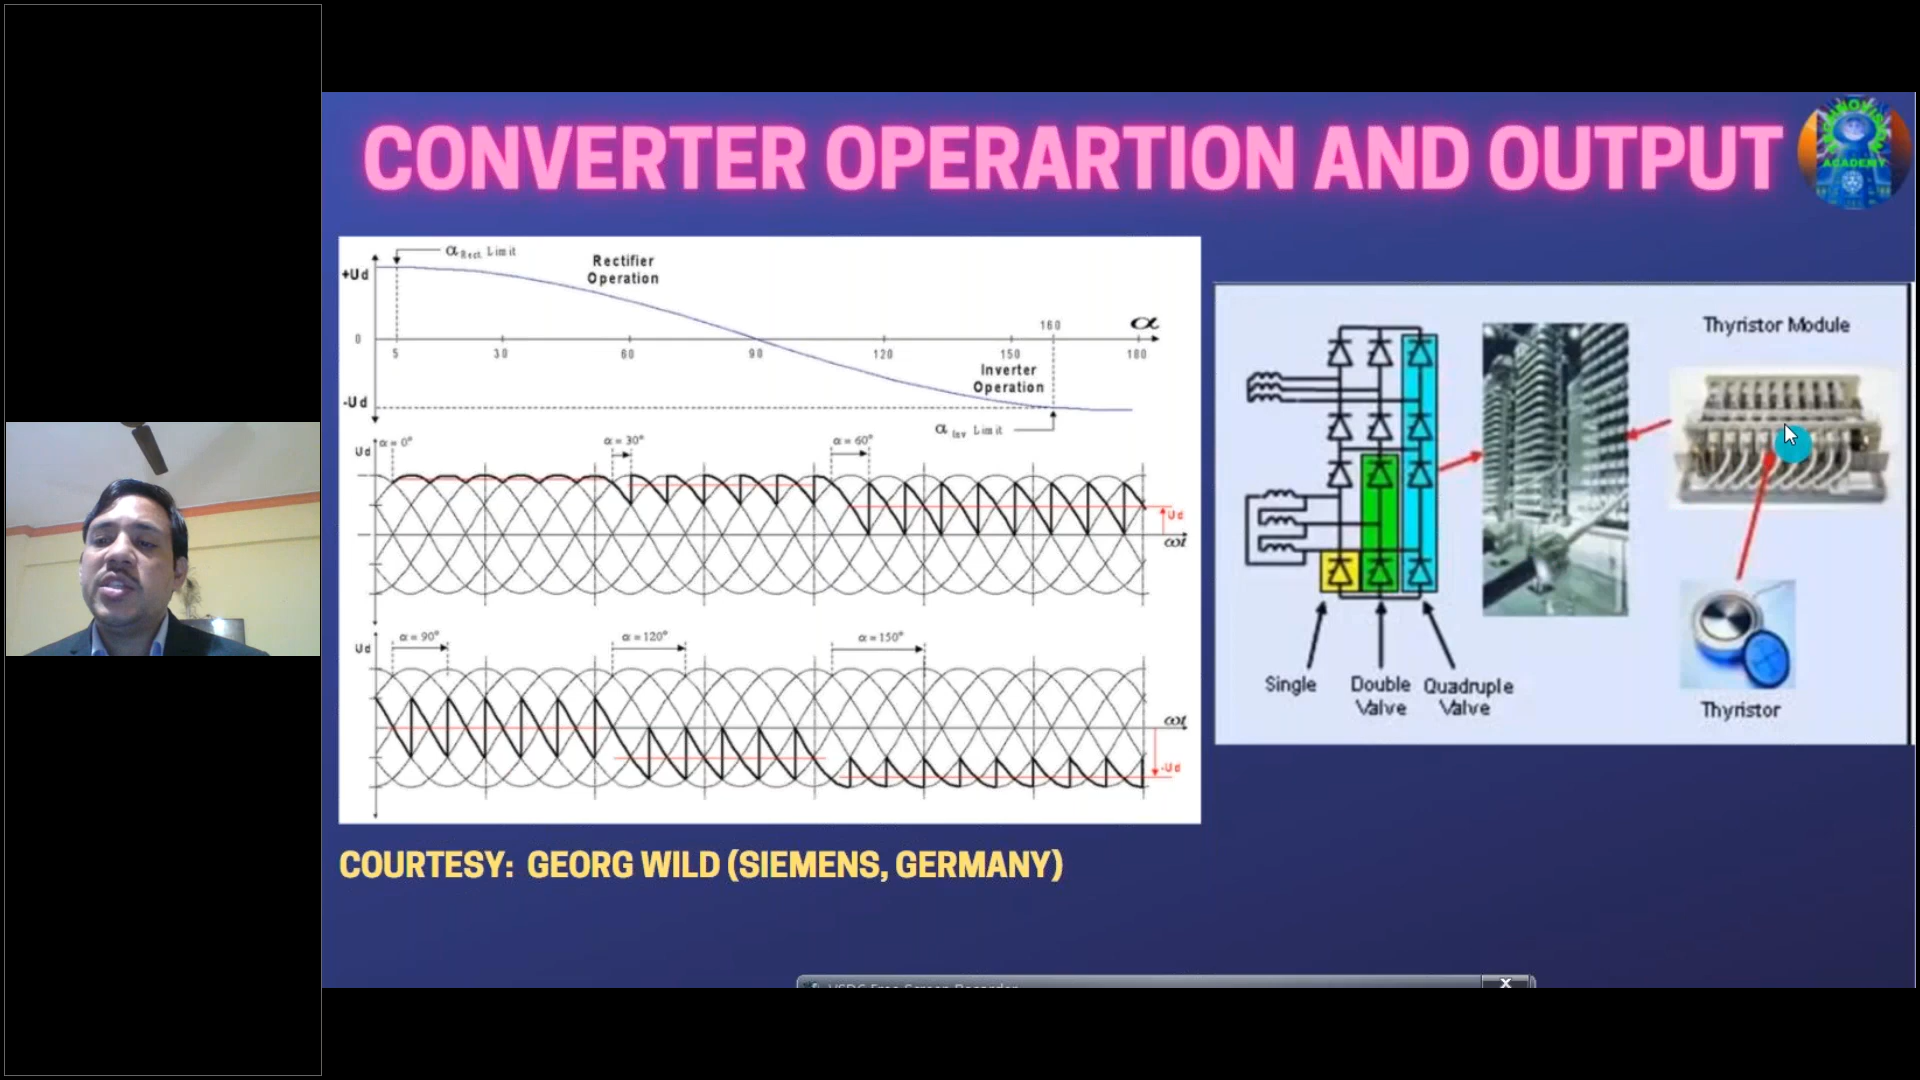 CONVERTER OPERARTION AND OUTPUT
ACADEMY
α Rect. Limit
Rectifier
Operation
+Ud
160
α
0
5
30
60
90
120
150
180
Inverter
Operation
-Ud
α Inv Limit
Ud
α = 0°
α = 30°
α = 60°
Ud
ωt
Ud
α = 90°
α = 120°
α = 150°
ωt
-Ud
Thyristor Module
Single
Double
Valve
Quadruple
Valve
Thyristor
COURTESY: GEORG WILD (SIEMENS, GERMANY)
X